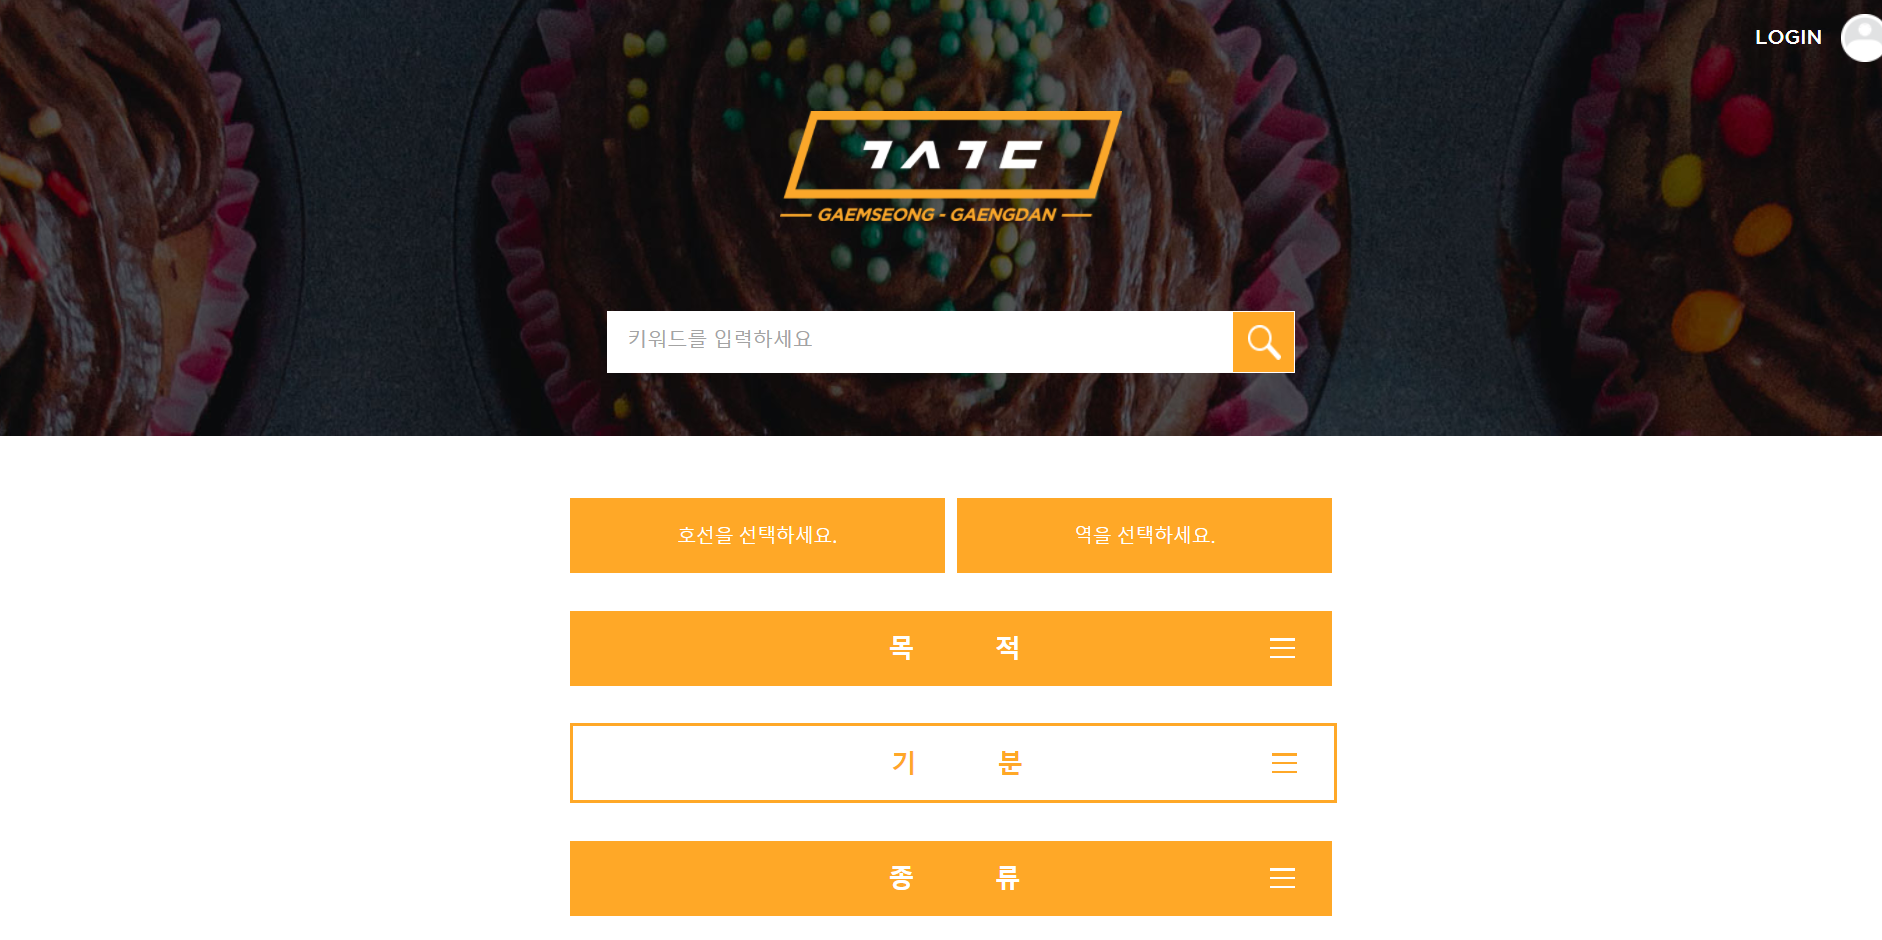 LOGIN
TATE
GAEMSEONG - GAENGDAN
키워드를 입력하세요
호선을 선택하세요.
역을 선택하세요.
목 적
기 분
종 류